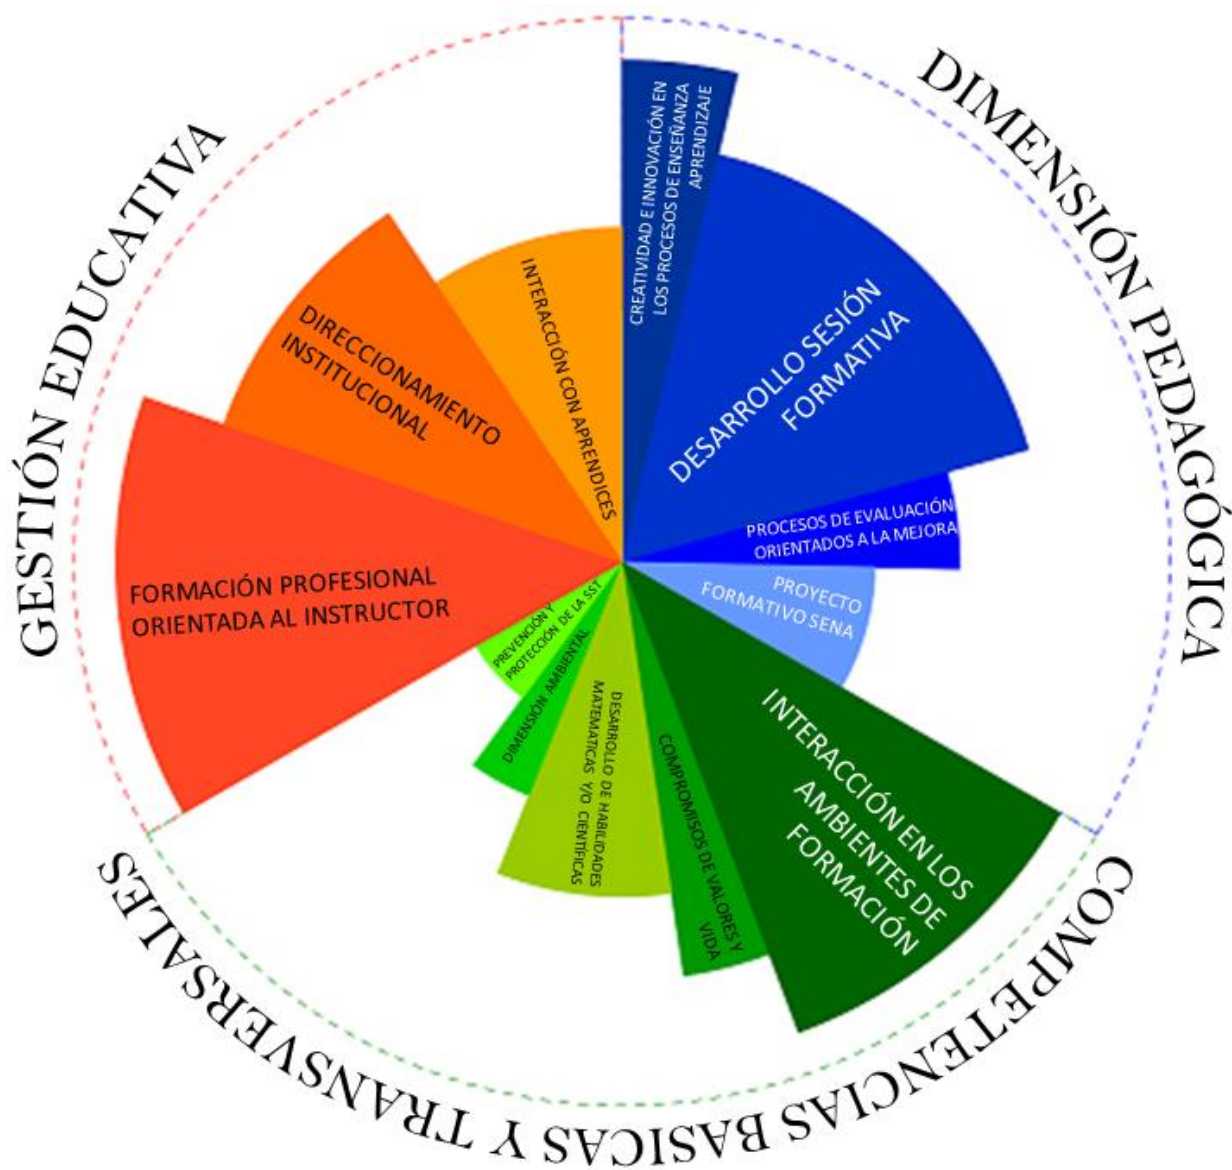 GESTIÓN EDUCATIVA
DIMENSIÓN PEDAGÓGICA
COMPETENCIAS BASICAS Y TRANSVERSALES
CREATIVIDAD E INNOVACIÓN EN
LOS PROCESOS DE ENSEÑANZA
APRENDIZAJE
DESARROLLO SESIÓN
FORMATIVA
PROCESOS DE EVALUACIÓN
ORIENTADOS A LA MEJORA
PROYECTO
FORMATIVO SENA
INTERACCIÓN EN LOS
AMBIENTES DE
FORMACIÓN
COMPROMISOS DE VALORES Y
VIDA
DESARROLLO DE HABILIDADES
MATEMATICAS Y/O CIENTÍFICAS
DIMENSIÓN AMBIENTAL
PREVENCIÓN Y
PROTECCIÓN DE LA SST
FORMACIÓN PROFESIONAL
ORIENTADA AL INSTRUCTOR
DIRECCIONAMIENTO
INSTITUCIONAL
INTERACCIÓN CON APRENDICES